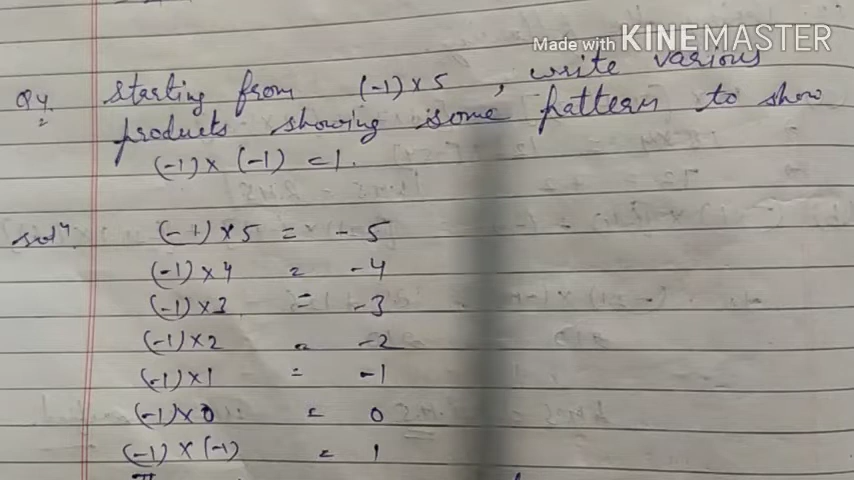 Made with KINEMASTER
Q4. Starting from (-1) x 5, write various
products showing some pattern to show
(-1) x (-1) = 1.
Solⁿ. (-1) x 5 = -5
(-1) x 4 = -4
(-1) x 3 = -3
(-1) x 2 = -2
(-1) x 1 = -1
(-1) x 0 = 0
(-1) x (-1) = 1